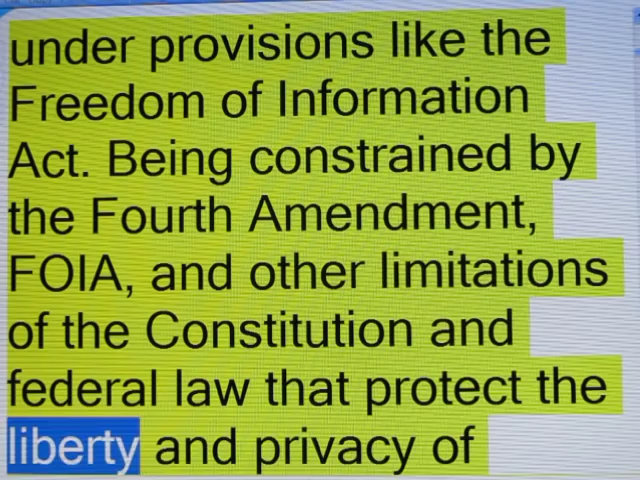 under provisions like the
Freedom of Information
Act. Being constrained by
the Fourth Amendment,
FOIA, and other limitations
of the Constitution and
federal law that protect the
liberty and privacy of